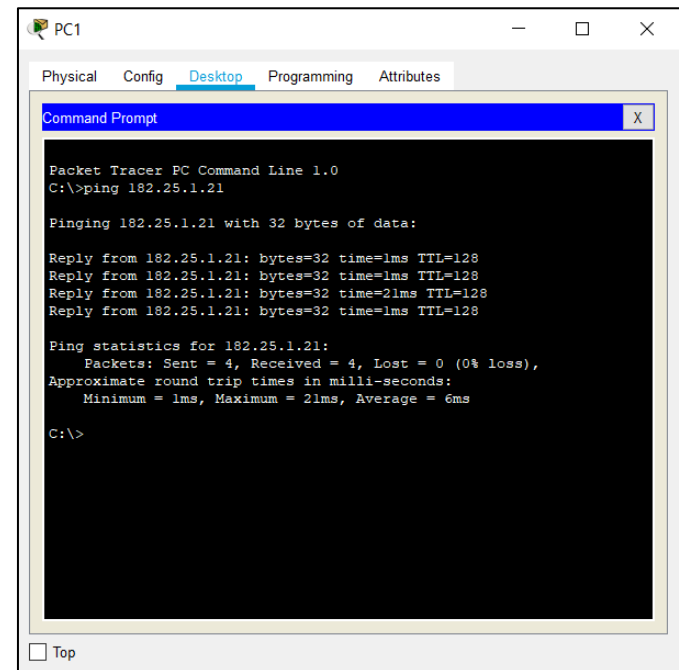 PC1
Physical Config Desktop Programming Attributes
Command Prompt X
Packet Tracer PC Command Line 1.0
C:\>ping 182.25.1.21
Pinging 182.25.1.21 with 32 bytes of data:
Reply from 182.25.1.21: bytes=32 time=1ms TTL=128
Reply from 182.25.1.21: bytes=32 time=1ms TTL=128
Reply from 182.25.1.21: bytes=32 time=21ms TTL=128
Reply from 182.25.1.21: bytes=32 time=1ms TTL=128
Ping statistics for 182.25.1.21:
Packets: Sent = 4, Received = 4, Lost = 0 (0% loss),
Approximate round trip times in milli-seconds:
Minimum = 1ms, Maximum = 21ms, Average = 6ms
C:\>
Top